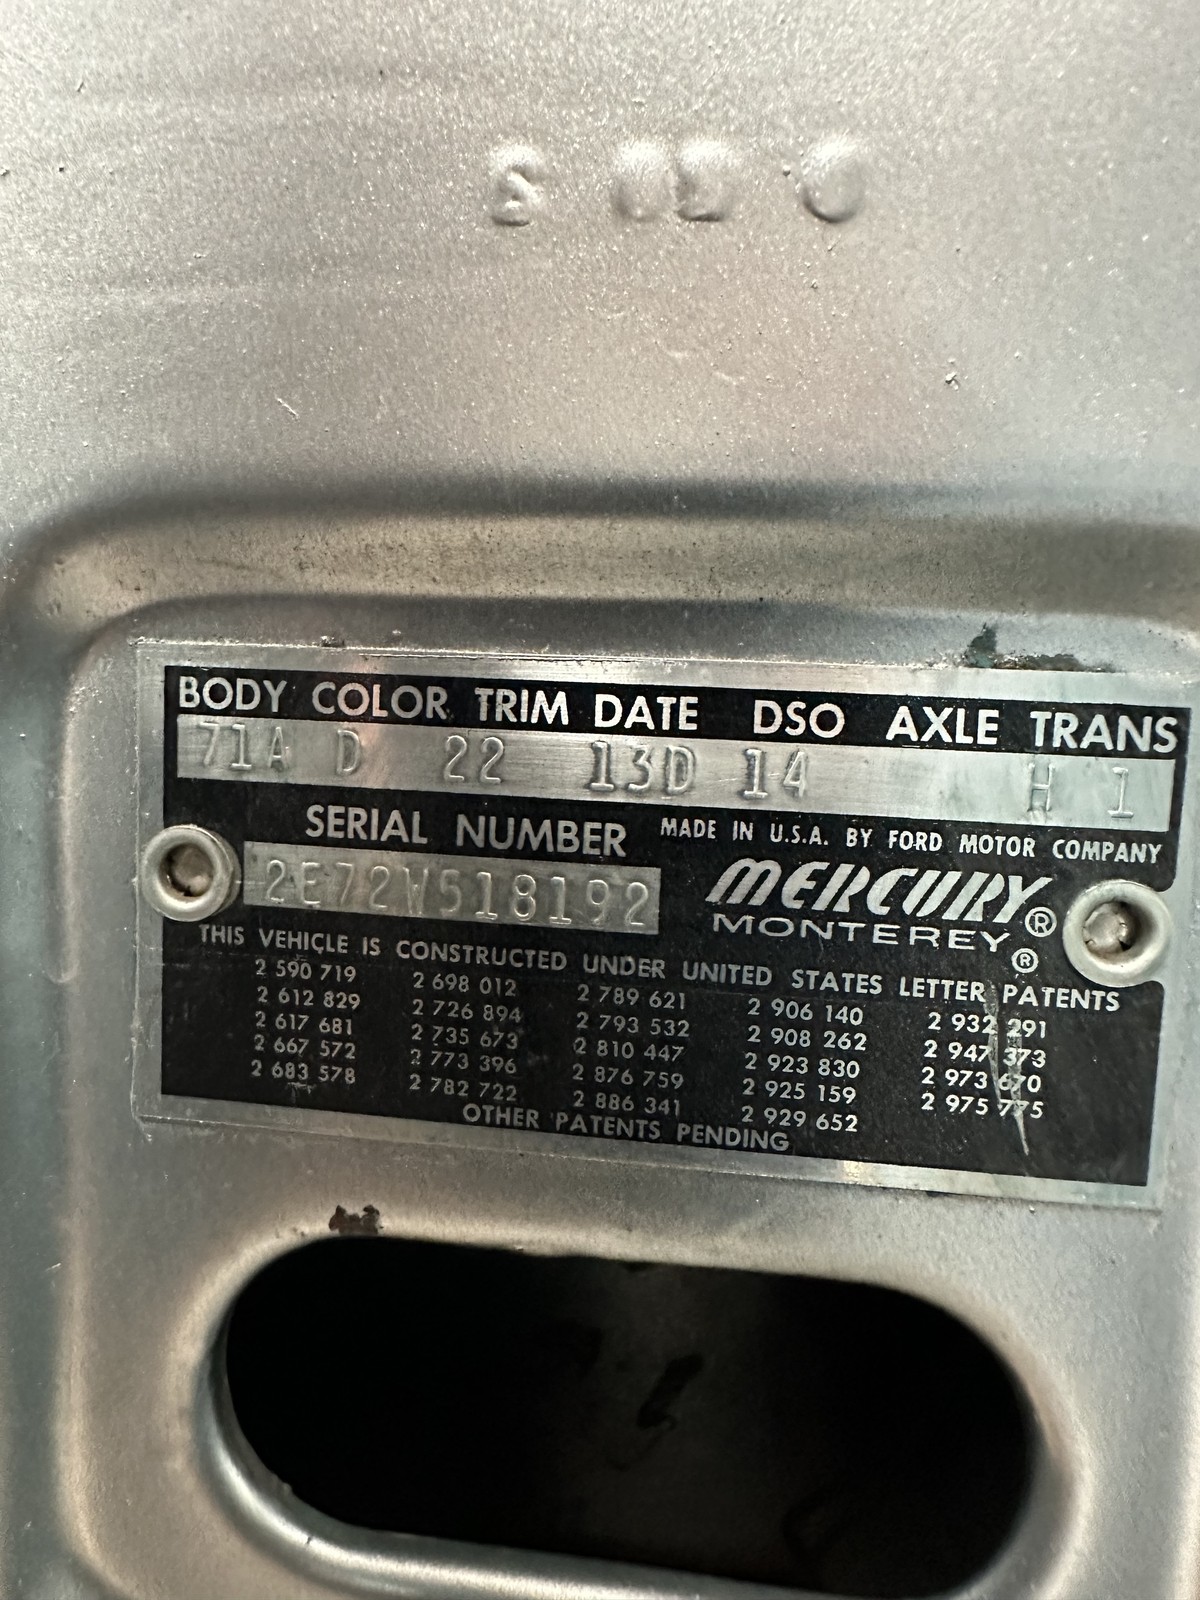 BODY COLOR TRIM DATE DSO AXLE TRANS
71A D 22 13D 14 H 1
SERIAL NUMBER MADE IN U.S.A. BY FORD MOTOR COMPANY
2E72W518192 MERCURY®
MONTEREY®
THIS VEHICLE IS CONSTRUCTED UNDER UNITED STATES LETTER PATENTS
2 590 719 2 698 012 2 789 621 2 906 140 2 932 291
2 612 829 2 726 894 2 793 532 2 908 262 2 947 373
2 617 681 2 735 673 2 810 447 2 923 830 2 973 670
2 667 572 2 773 396 2 876 759 2 925 159 2 975 775
2 683 578 2 782 722 2 886 341 2 929 652
OTHER PATENTS PENDING